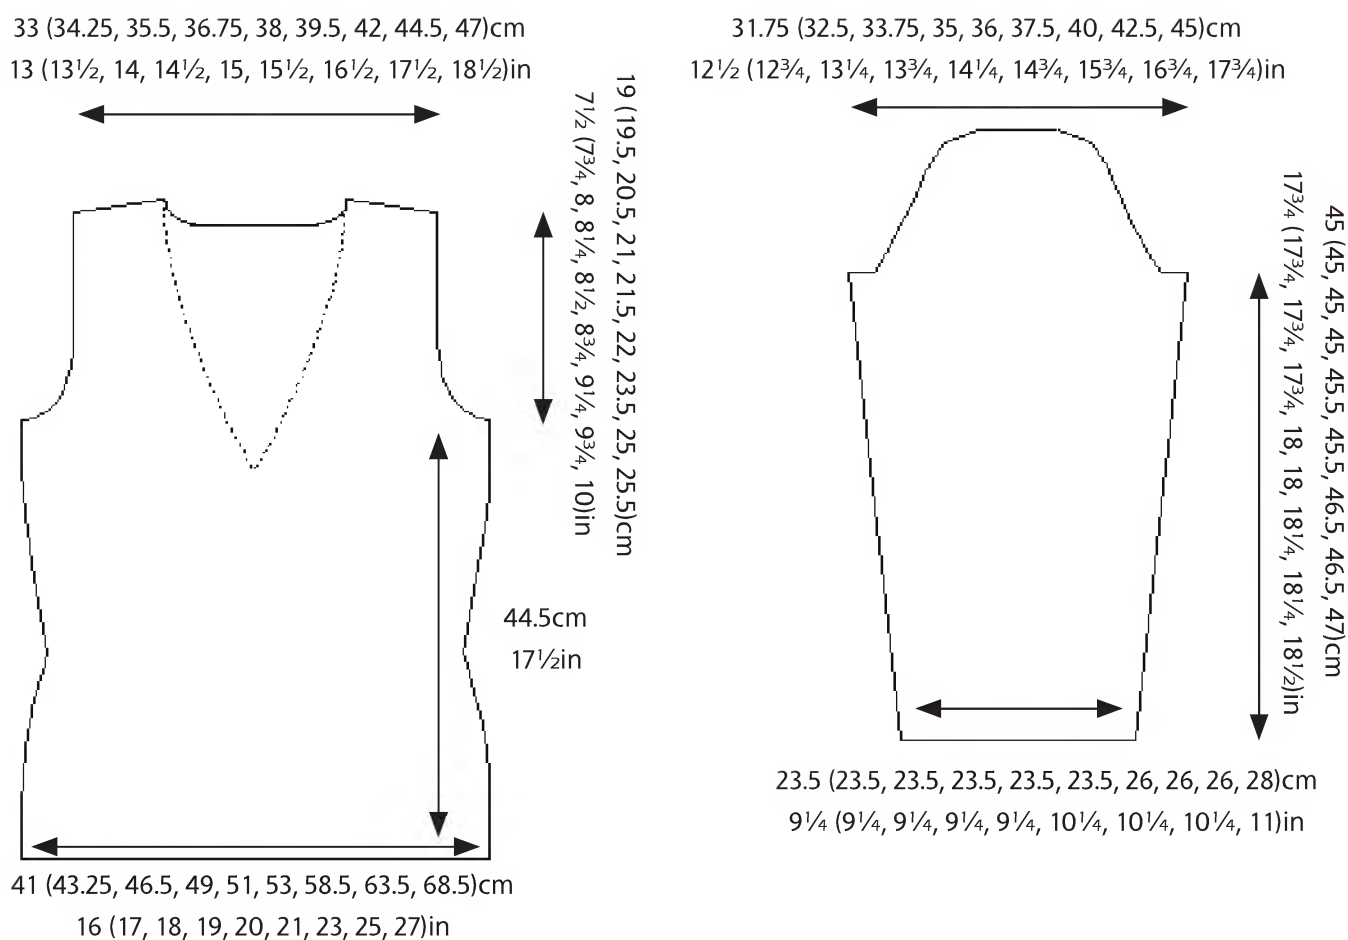 33 (34.25, 35.5, 36.75, 38, 39.5, 42, 44.5, 47)cm
13 (13½, 14, 14½, 15, 15½, 16½, 17½, 18½)in
19 (19.5, 20.5, 21, 21.5, 22, 23.5, 25, 25.5)cm
7½ (7¾, 8, 8¼, 8½, 8¾, 9¼, 9¾, 10)in
44.5cm
17½in
41 (43.25, 46.5, 49, 51, 53, 58.5, 63.5, 68.5)cm
16 (17, 18, 19, 20, 21, 23, 25, 27)in
31.75 (32.5, 33.75, 35, 36, 37.5, 40, 42.5, 45)cm
12½ (12¾, 13¼, 13¾, 14¼, 14¾, 15¾, 16¾, 17¾)in
45 (45, 45, 45, 45.5, 45.5, 46.5, 46.5, 47)cm
17¾ (17¾, 17¾, 17¾, 18, 18, 18¼, 18¼, 18½)in
23.5 (23.5, 23.5, 23.5, 23.5, 23.5, 26, 26, 26, 28)cm
9¼ (9¼, 9¼, 9¼, 9¼, 10¼, 10¼, 10¼, 11)in